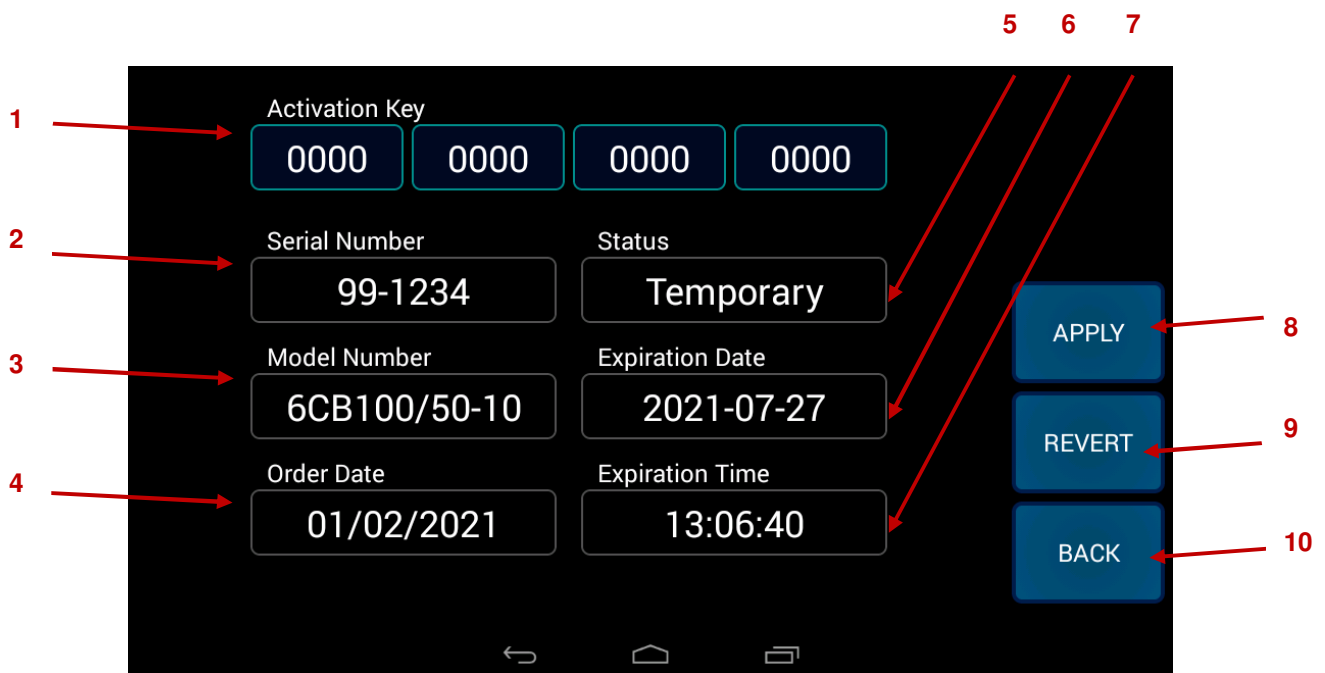 5 6 7
1
Activation Key
0000 0000 0000 0000
2
Serial Number Status
99-1234 Temporary
APPLY
8
3
Model Number Expiration Date
6CB100/50-10 2021-07-27
REVERT
9
4
Order Date Expiration Time
01/02/2021 13:06:40
BACK
10